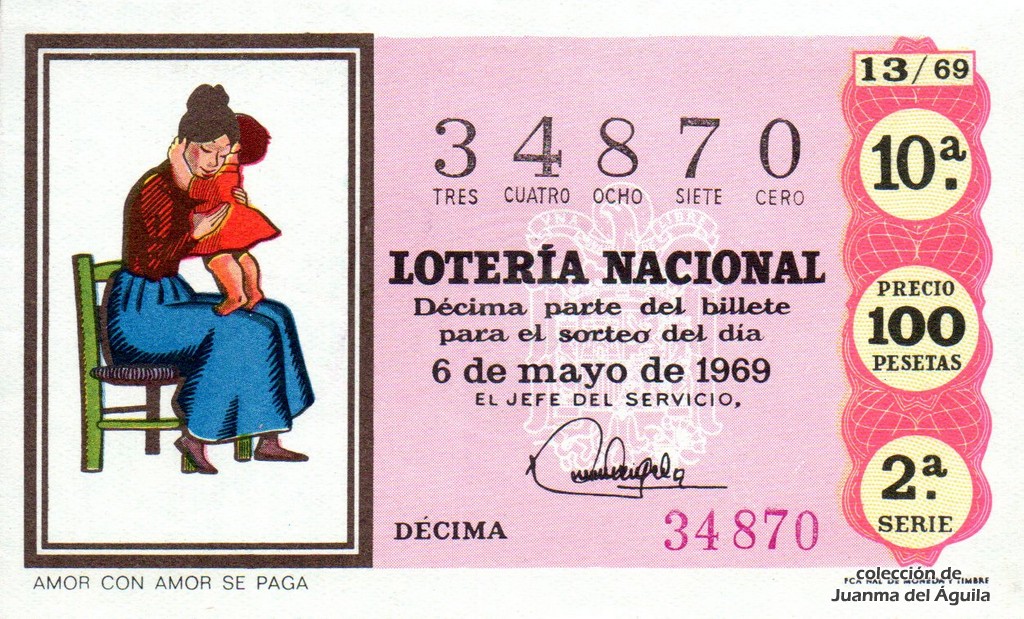 13/69
34870
TRES CUATRO OCHO SIETE CERO
10ª.
LOTERÍA NACIONAL
Décima parte del billete
para el sorteo del día
6 de mayo de 1969
EL JEFE DEL SERVICIO,
PRECIO
100
PESETAS
2ª.
SERIE
DÉCIMA
34870
AMOR CON AMOR SE PAGA
colección de
Juanma del Águila